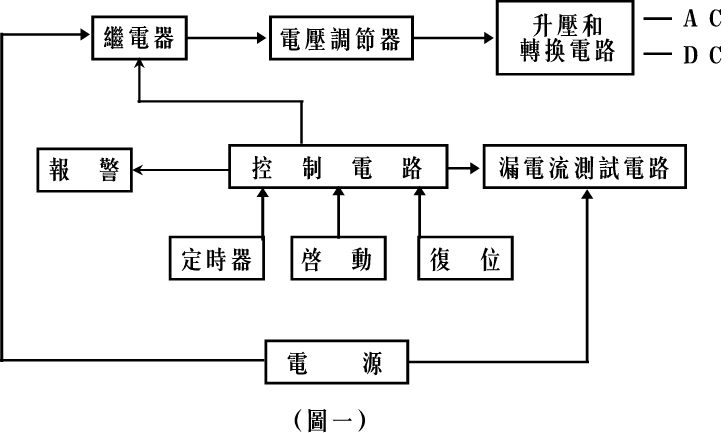 繼電器
電壓調節器
升壓和
轉換電路
AC
DC
報警
控制電路
漏電流測試電路
定時器
啓動
復位
電源
(圖一)